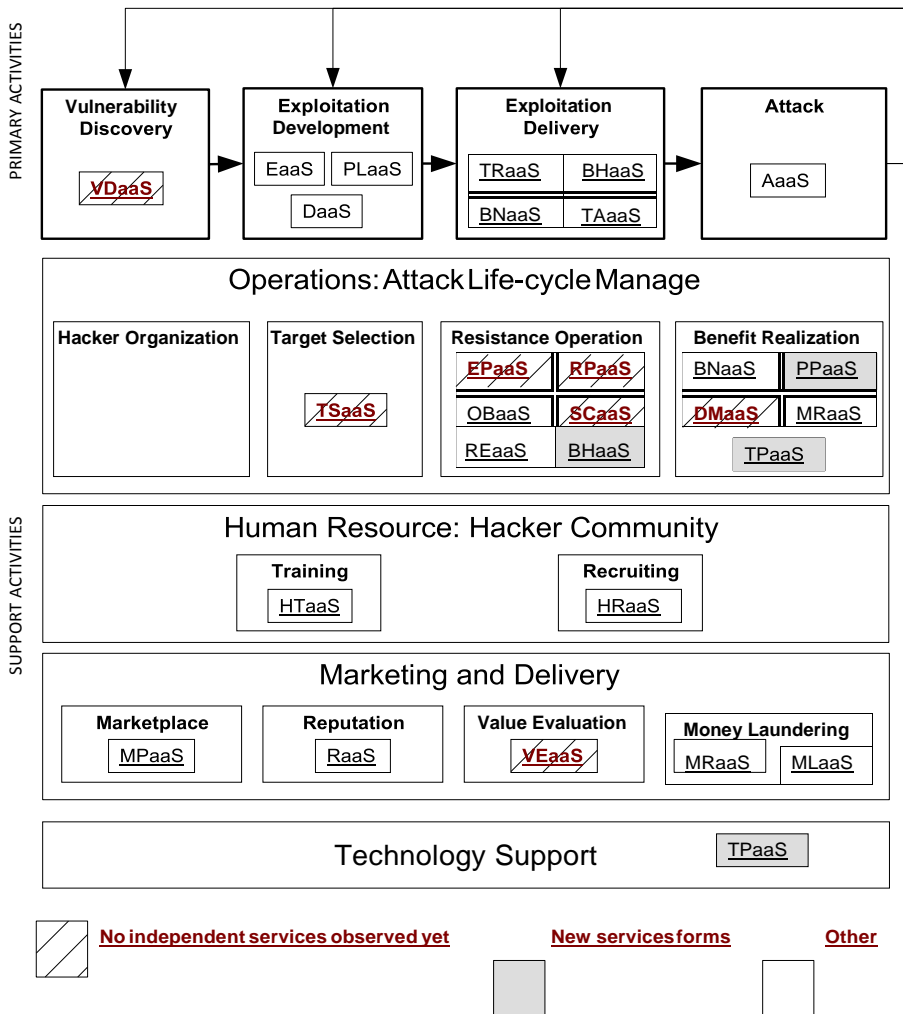 PRIMARY ACTIVITIES
Vulnerability
Discovery
VDaaS
Exploitation
Development
EaaS
PLaaS
DaaS
Exploitation
Delivery
TRaaS
BHaaS
BNaaS
TAaaS
Attack
AaaS
SUPPORT ACTIVITIES
Operations: Attack Life-cycle Manage
Hacker Organization
Target Selection
TSaaS
Resistance Operation
EPaaS
RPaaS
OBaaS
SCaaS
REaaS
BHaaS
Benefit Realization
BNaaS
PPaaS
DMaaS
MRaaS
TPaaS
Human Resource: Hacker Community
Training
HTaaS
Recruiting
HRaaS
Marketing and Delivery
Marketplace
MPaaS
Reputation
RaaS
Value Evaluation
VEaaS
Money Laundering
MRaaS
MLaaS
Technology Support
TPaaS
No independent services observed yet
New services forms
Other